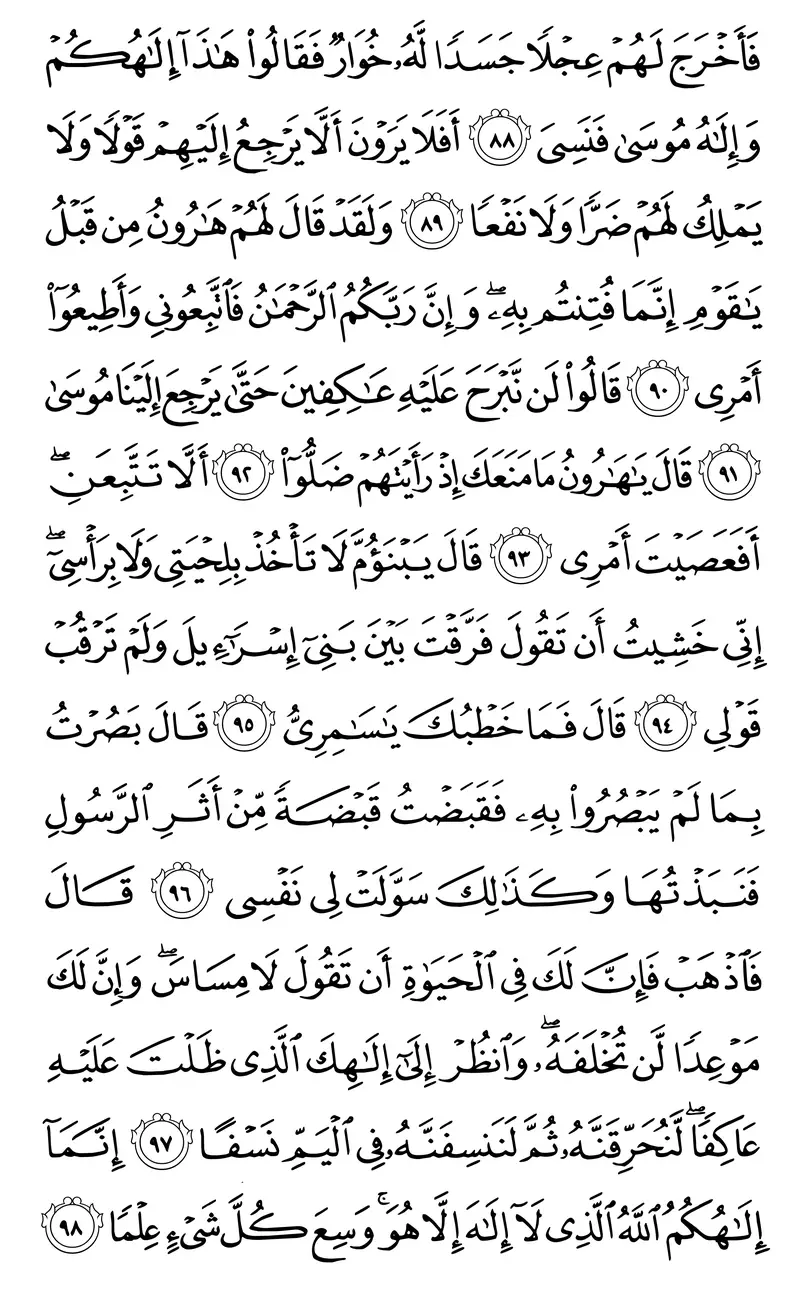 فَأَخْرَجَ لَهُمْ عِجْلًا جَسَدًا لَّهُۥ خُوَارٌ فَقَالُوا۟ هَـٰذَآ إِلَـٰهُكُمْ
وَإِلَـٰهُ مُوسَىٰ فَنَسِىَ ٨٨ أَفَلَا يَرَوْنَ أَلَّا يَرْجِعُ إِلَيْهِمْ قَوْلًا وَلَا
يَمْلِكُ لَهُمْ ضَرًّا وَلَا نَفْعًا ٨٩ وَلَقَدْ قَالَ لَهُمْ هَـٰرُونُ مِن قَبْلُ
يَـٰقَوْمِ إِنَّمَا فُتِنتُم بِهِۦ ۖ وَإِنَّ رَبَّكُمُ ٱلرَّحْمَـٰنُ فَٱتَّبِعُونِى وَأَطِيعُوٓا۟
أَمْرِى ٩٠ قَالُوا۟ لَن نَّبْرَحَ عَلَيْهِ عَـٰكِفِينَ حَتَّىٰ يَرْجِعَ إِلَيْنَا مُوسَىٰ
٩١ قَالَ يَـٰهَـٰرُونُ مَا مَنَعَكَ إِذْ رَأَيْتَهُمْ ضَلُّوٓا۟ ٩٢ أَلَّا تَتَّبِعَنِ ۖ
أَفَعَصَيْتَ أَمْرِى ٩٣ قَالَ يَبْنَؤُمَّ لَا تَأْخُذْ بِلِحْيَتِى وَلَا بِرَأْسِىٓ ۖ
إِنِّى خَشِيتُ أَن تَقُولَ فَرَّقْتَ بَيْنَ بَنِىٓ إِسْرَٰٓءِيلَ وَلَمْ تَرْقُبْ
قَوْلِى ٩٤ قَالَ فَمَا خَطْبُكَ يَـٰسَـٰمِرِىُّ ٩٥ قَالَ بَصُرْتُ
بِمَا لَمْ يَبْصُرُوا۟ بِهِۦ فَقَبَضْتُ قَبْضَةً مِّنْ أَثَرِ ٱلرَّسُولِ
فَنَبَذْتُهَا وَكَذَٰلِكَ سَوَّلَتْ لِى نَفْسِى ٩٦ قَالَ
فَٱذْهَبْ فَإِنَّ لَكَ فِى ٱلْحَيَوٰةِ أَن تَقُولَ لَا مِسَاسَ ۖ وَإِنَّ لَكَ
مَوْعِدًا لَّن تُخْلَفَهُۥ ۖ وَٱنظُرْ إِلَىٰٓ إِلَـٰهِكَ ٱلَّذِى ظَلْتَ عَلَيْهِ
عَاكِفًا ۖ لَّنُحَرِّقَنَّهُۥ ثُمَّ لَنَنسِفَنَّهُۥ فِى ٱلْيَمِّ نَسْفًا ٩٧ إِنَّمَآ
إِلَـٰهُكُمُ ٱللَّهُ ٱلَّذِى لَآ إِلَـٰهَ إِلَّا هُوَ ۚ وَسِعَ كُلَّ شَىْءٍ عِلْمًا ٩٨